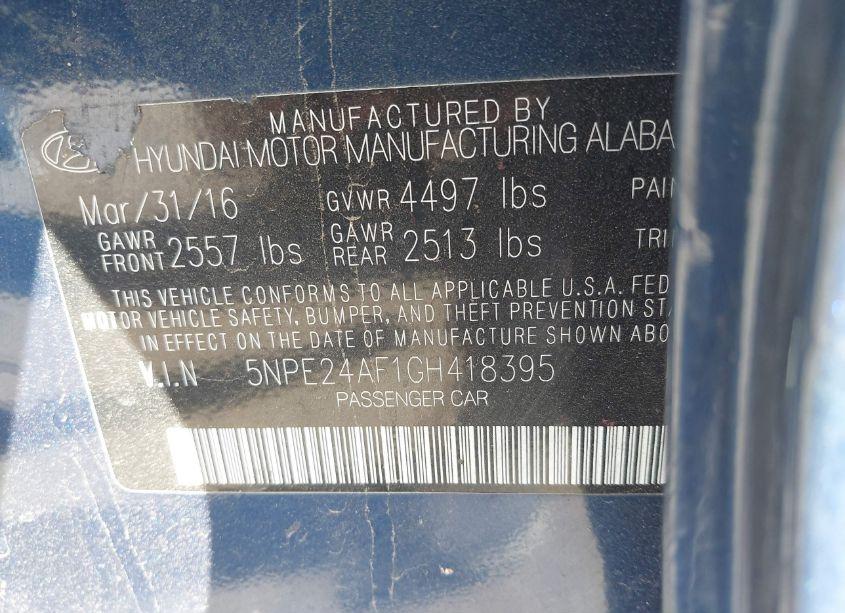 MANUFACTURED BY
HYUNDAI MOTOR MANUFACTURING ALABA
Mar/31/16 GVWR 4497 lbs PAI
GAWR FRONT 2557 lbs GAWR REAR 2513 lbs TRI
THIS VEHICLE CONFORMS TO ALL APPLICABLE U.S.A. FED
MOTOR VEHICLE SAFETY, BUMPER, AND THEFT PREVENTION STA
IN EFFECT ON THE DATE OF MANUFACTURE SHOWN ABO
V.I.N 5NPE24AF1GH418395
PASSENGER CAR